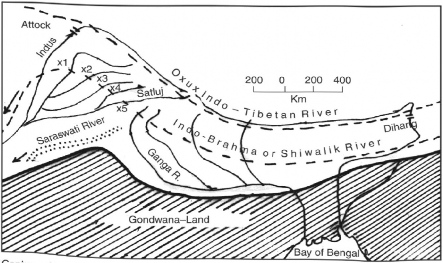 Attock
Indus
x1
x2
x3
x4
x5
Satluj
Oxux Indo–Tibetan River
200 0 200 400
Km
Saraswati River
Indo-Brahma or Shiwalik River
Dihang
Ganga R.
Gondwana–Land
Bay of Bengal